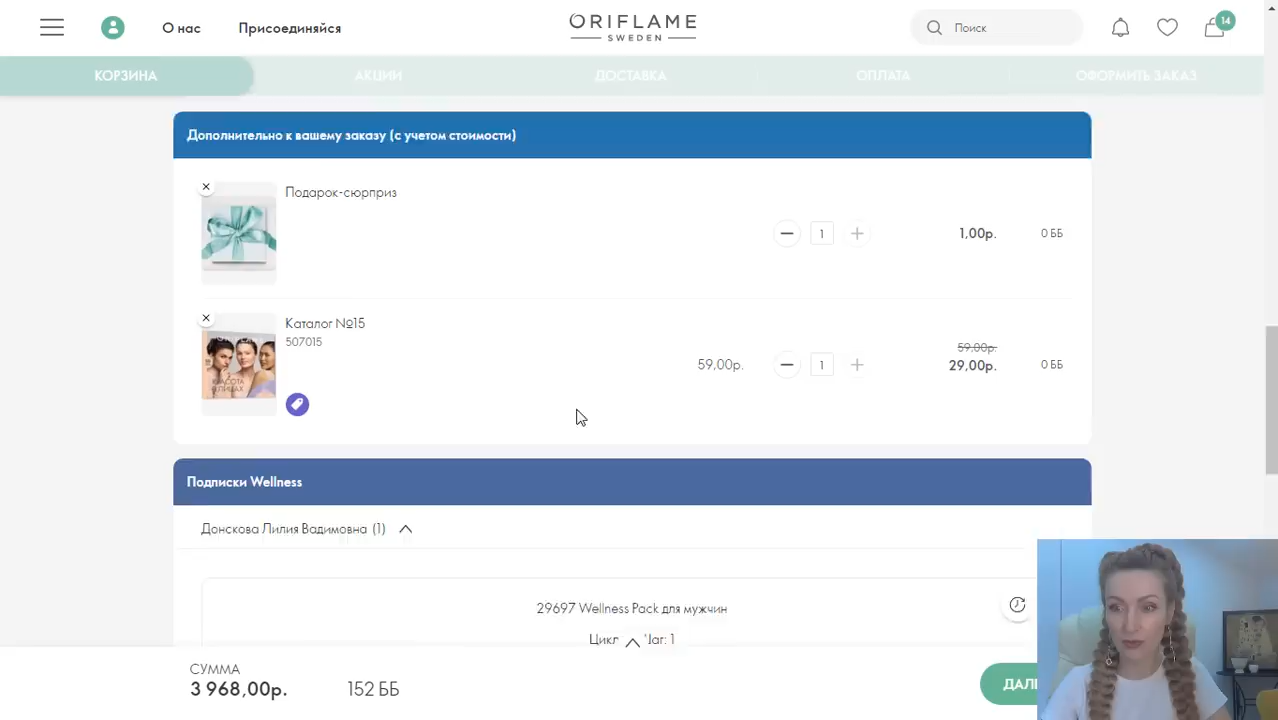 О нас
Присоединяйся
ORIFLAME
SWEDEN
Поиск
14
КОРЗИНА
АКЦИИ
ДОСТАВКА
ОПЛАТА
ОФОРМИТЬ ЗАКАЗ
Дополнительно к вашему заказу (с учетом стоимости)
Подарок-сюрприз
1
1,00р.
0 ББ
Каталог №15
507015
59,00р.
1
59,00р.
29,00р.
0 ББ
Подписки Wellness
Донскова Лилия Вадимовна (1)
29697 Wellness Pack для мужчин
1
СУММА
3 968,00р.
152 ББ